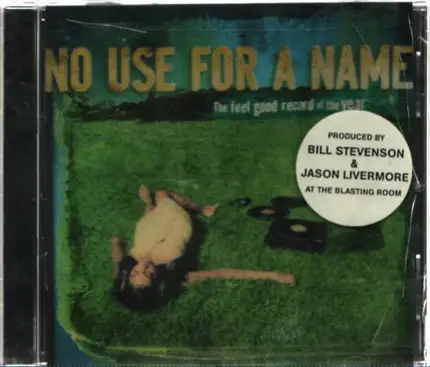 NO USE FOR A NAME
The feel good record of the year
PRODUCED BY
BILL STEVENSON
&
JASON LIVERMORE
AT THE BLASTING ROOM